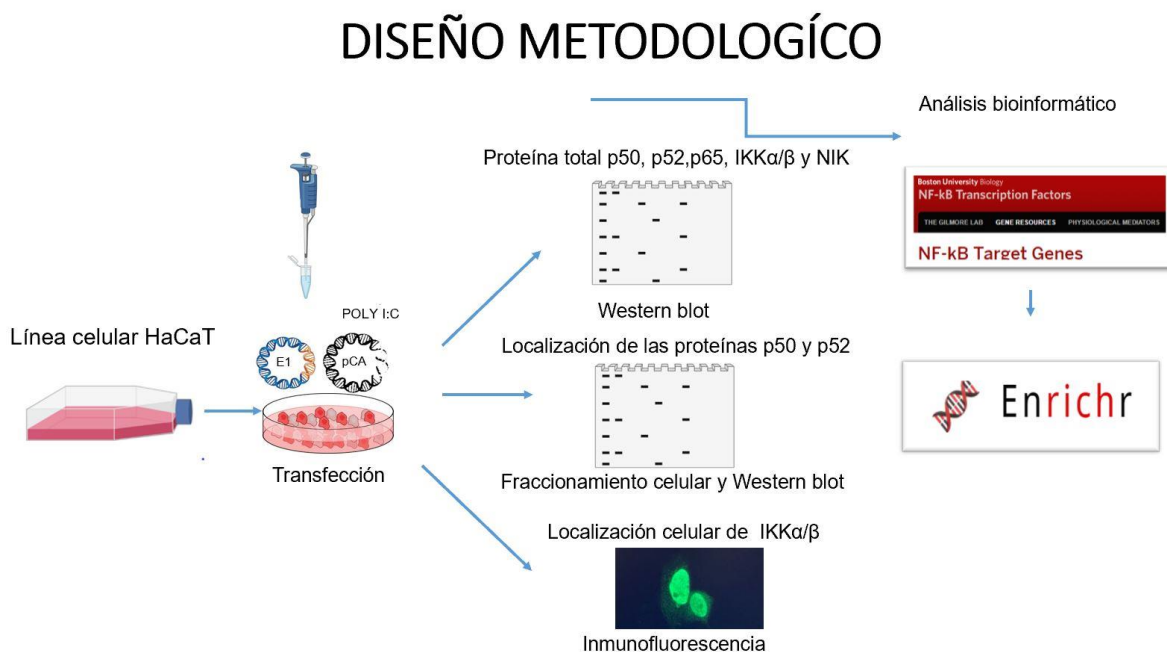 DISEÑO METODOLOGÍCO
Análisis bioinformático
Proteína total p50, p52,p65, IKKα/β y NIK
Boston University Biology
NF-kB Transcription Factors
THE GILMORE LAB GENE RESOURCES PHYSIOLOGICAL MEDIATORS
NF-kB Target Genes
Western blot
POLY I:C
Línea celular HaCaT
E1
pCA
Localización de las proteínas p50 y p52
Enrichr
Transfección
Fraccionamiento celular y Western blot
Localización celular de IKKα/β
Inmunofluorescencia